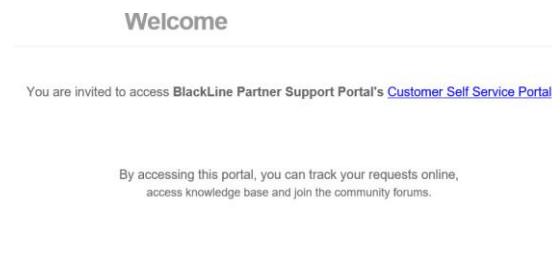 Welcome
You are invited to access BlackLine Partner Support Portal's Customer Self Service Portal
By accessing this portal, you can track your requests online,
access knowledge base and join the community forums.